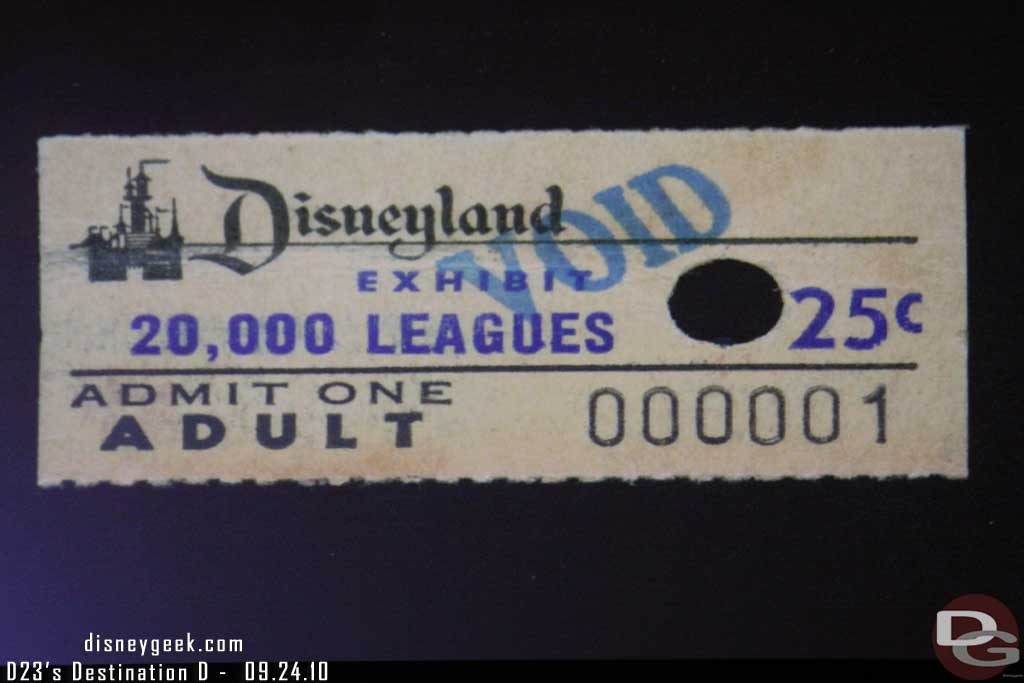 Disneyland
VOID
EXHIBIT
20,000 LEAGUES 25¢
ADMIT ONE
ADULT
000001
disneygeek.com
D23's Destination D - 09.24.10
DG